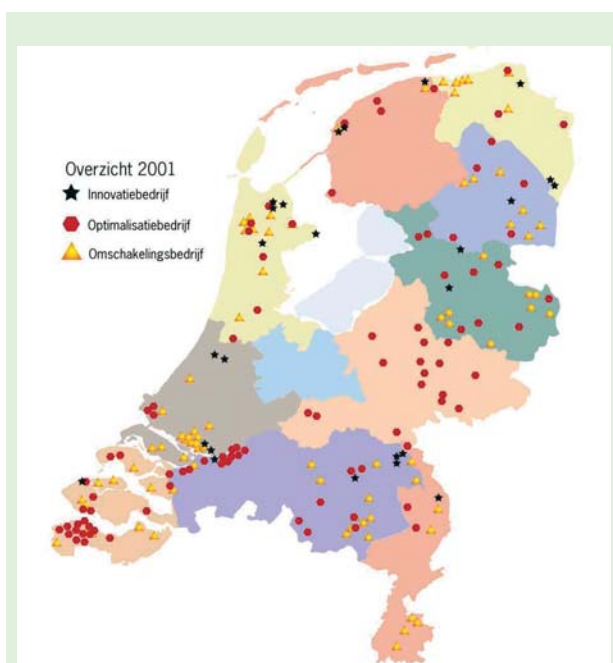 Overzicht 2001
Innovatiebedrijf
Optimalisatiebedrijf
Omschakelingsbedrijf